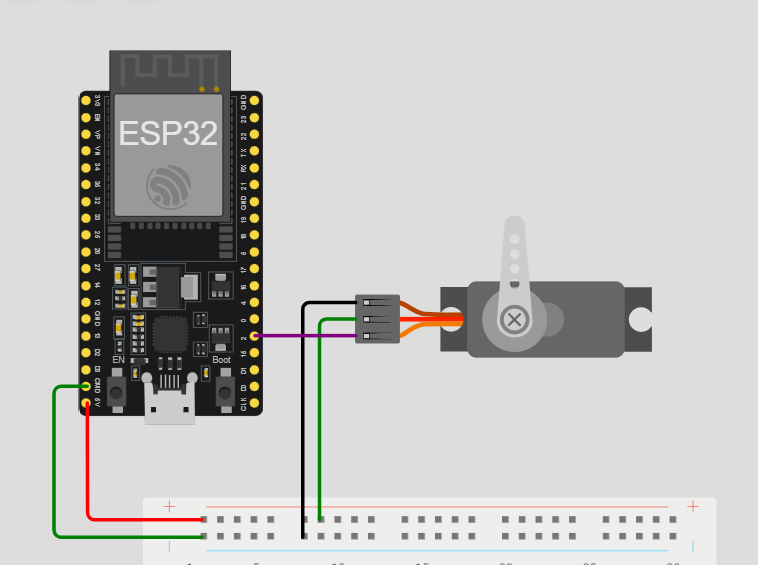 ESP32
3V3
EN
VP
VN
34
35
32
33
25
26
27
14
12
GND
13
D2
D3
CMD
5V
GND
23
22
TX
RX
21
GND
19
18
5
17
16
4
0
2
15
D1
D0
CLK
EN
Boot
+ +